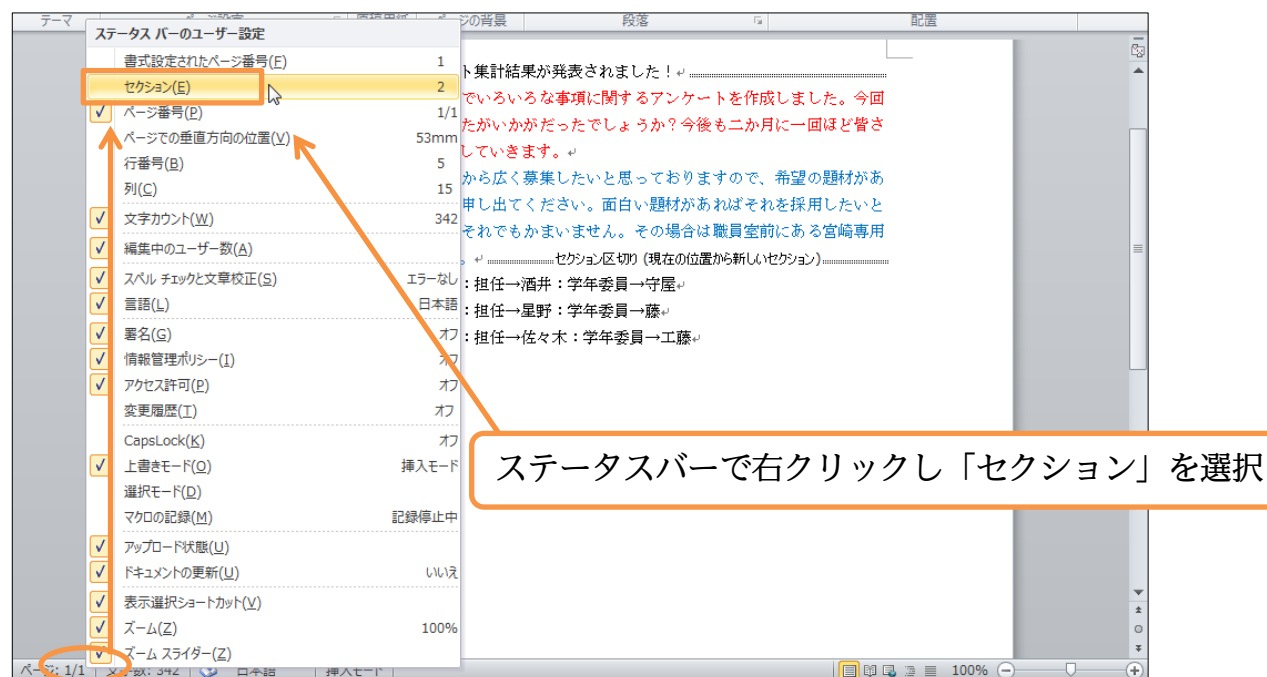 テーマ
段落
配置
ジの背景
ステータス バーのユーザー設定
書式設定されたページ番号(F) 1
セクション(E) 2
ページ番号(P) 1/1
ページでの垂直方向の位置(V) 53mm
行番号(B) 5
列(C) 15
文字カウント(W) 342
編集中のユーザー数(A)
スペル チェックと文章校正(S) エラーなし
言語(L) 日本語
署名(G) オフ
情報管理ポリシー(I) オフ
アクセス許可(P) オフ
変更履歴(T) オフ
CapsLock(K) オフ
上書きモード(O) 挿入モード
選択モード(D)
マクロの記録(M) 記録停止中
アップロード状態(U)
ドキュメントの更新(U) いいえ
表示選択ショートカット(V)
ズーム(Z) 100%
ズーム スライダー(Z)
ト集計結果が発表されました！
でいろいろな事項に関するアンケートを作成しました。今回
たがいかがだったでしょうか？今後も二か月に一回ほど皆さ
していきます。
から広く募集したいと思っておりますので、希望の題材があ
申し出てください。面白い題材があればそれを採用したいと
それでもかまいません。その場合は職員室前にある宮崎専用
。
セクション区切り (現在の位置から新しいセクション)
：担任→酒井：学年委員→守屋
：担任→星野：学年委員→藤
：担任→佐々木：学年委員→工藤
ステータスバーで右クリックし「セクション」を選択
ページ: 1/1 文字数: 342 日本語 挿入モード 100%